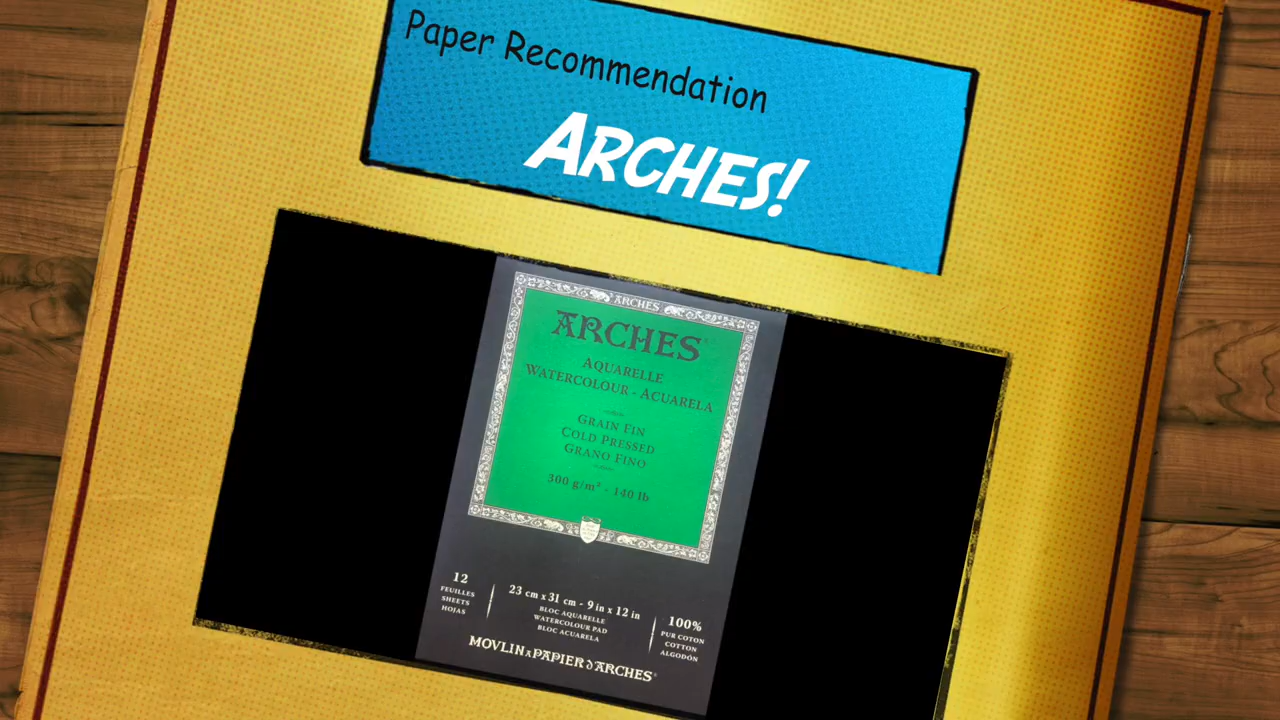 Paper Recommendation
ARCHES!
ARCHES
ARCHES
AQUARELLE
WATERCOLOUR - ACUARELA
GRAIN FIN
COLD PRESSED
GRANO FINO
300 g/m² - 140 lb
12
FEUILLES
SHEETS
HOJAS
23 cm x 31 cm - 9 in x 12 in
BLOC AQUARELLE
WATERCOLOUR PAD
BLOC ACUARELA
100%
PUR COTON
COTTON
ALGODÓN
MOVLIN A PAPIER D'ARCHES®